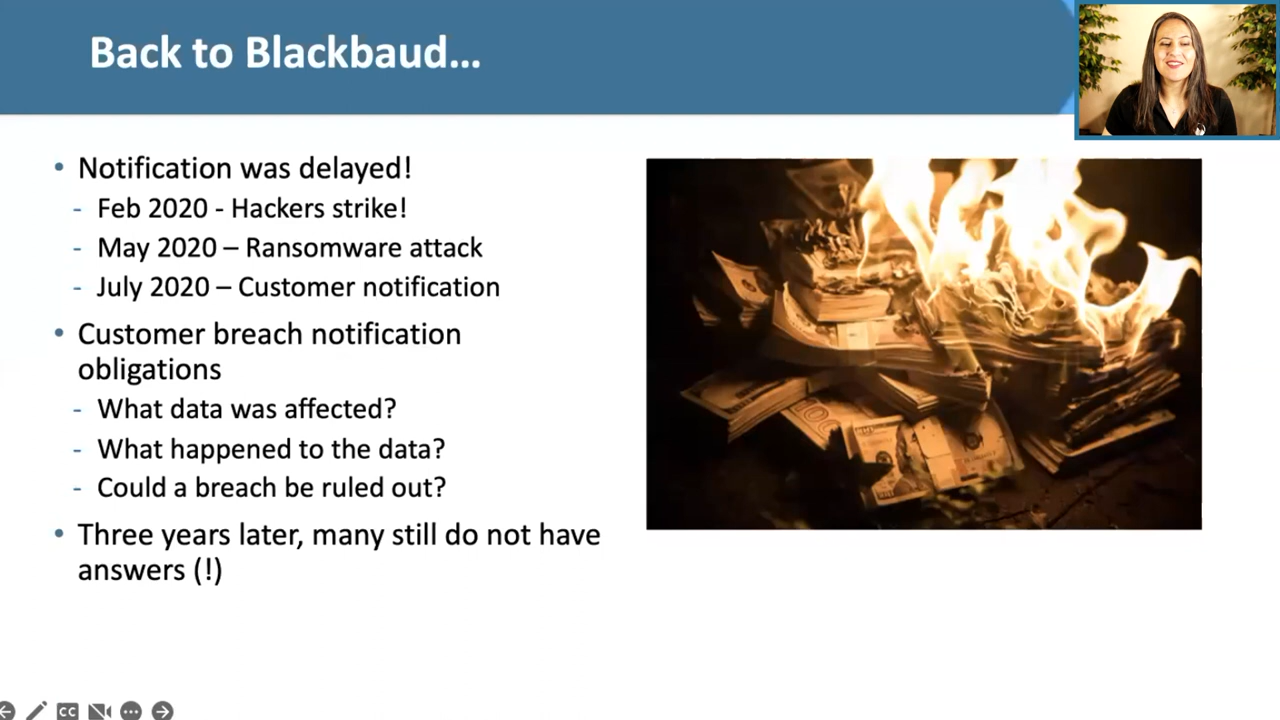 Back to Blackbaud...
• Notification was delayed!
- Feb 2020 - Hackers strike!
- May 2020 – Ransomware attack
- July 2020 – Customer notification
• Customer breach notification
obligations
- What data was affected?
- What happened to the data?
- Could a breach be ruled out?
• Three years later, many still do not have
answers (!)
CC